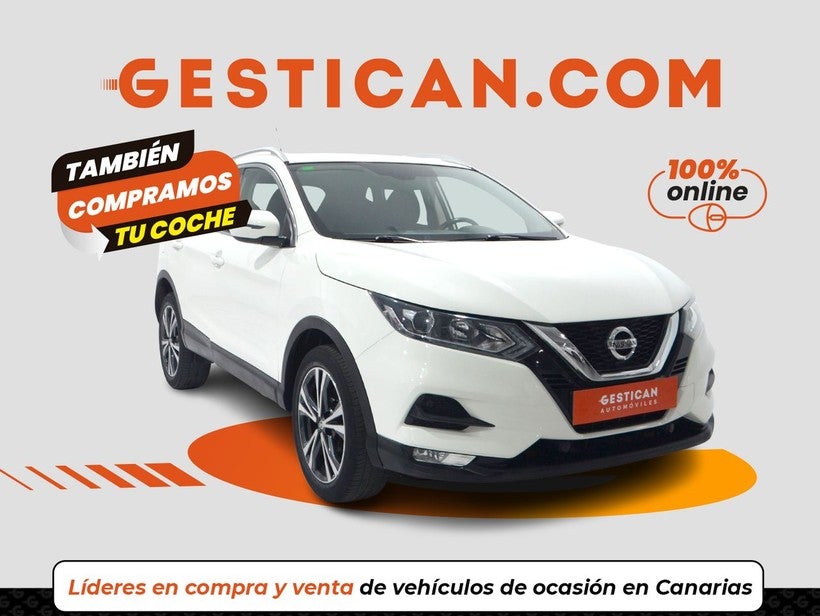 GESTICAN.COM
TAMBIÉN
COMPRAMOS
TU COCHE
100%
online
NISSAN
GESTICAN
AUTOMÓVILES
Líderes en compra y venta de vehículos de ocasión en Canarias